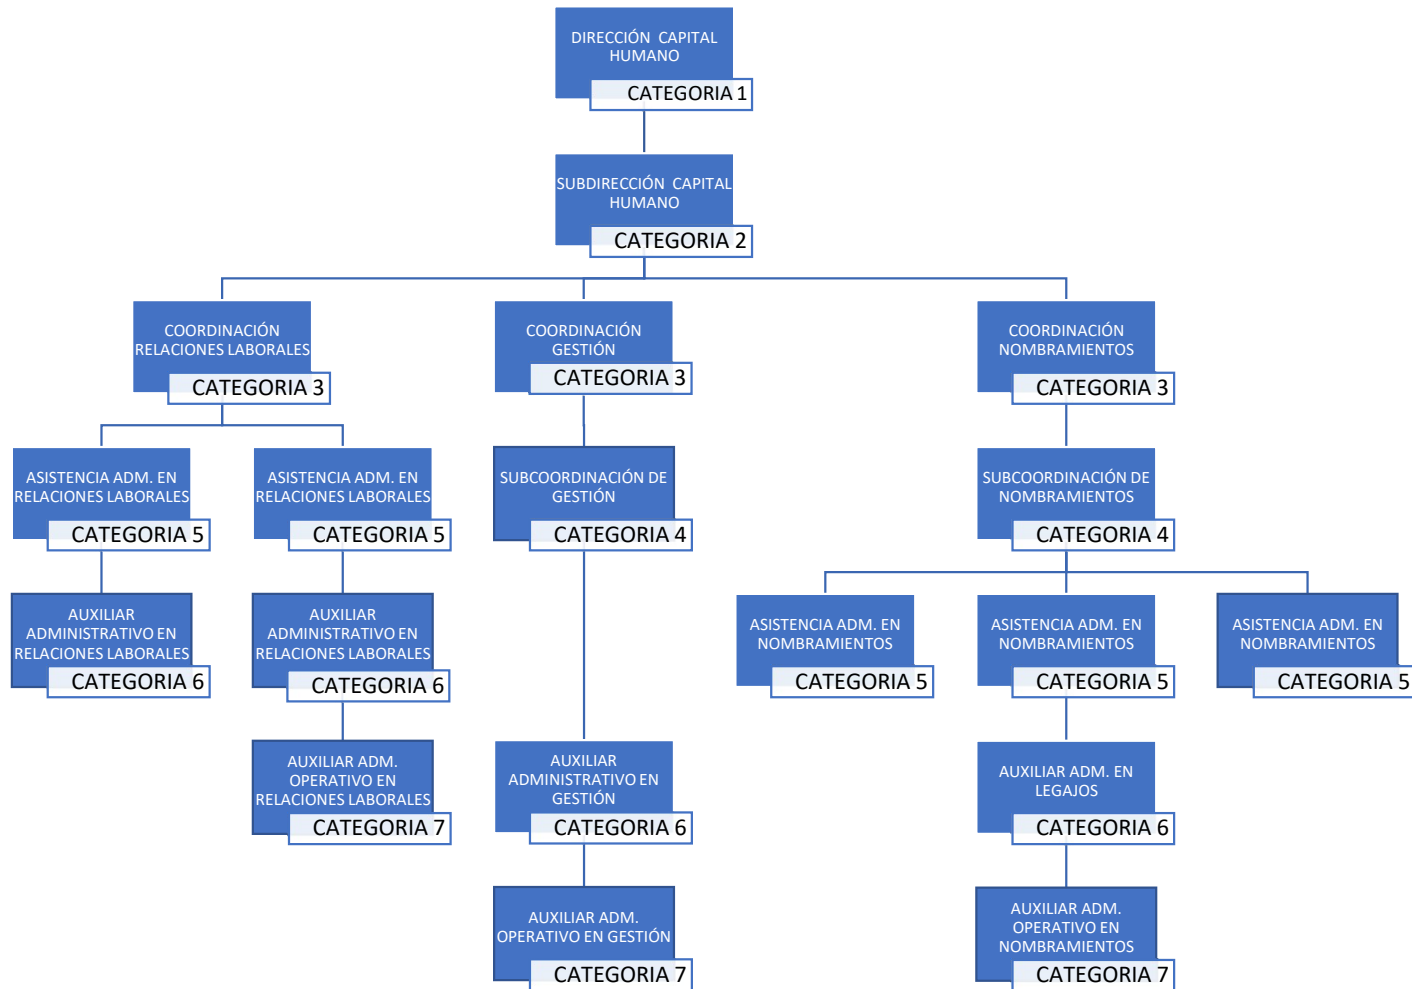 DIRECCIÓN CAPITAL
HUMANO
CATEGORIA 1
SUBDIRECCIÓN CAPITAL
HUMANO
CATEGORIA 2
COORDINACIÓN
RELACIONES LABORALES
CATEGORIA 3
COORDINACIÓN
GESTIÓN
CATEGORIA 3
COORDINACIÓN
NOMBRAMIENTOS
CATEGORIA 3
ASISTENCIA ADM. EN
RELACIONES LABORALES
CATEGORIA 5
ASISTENCIA ADM. EN
RELACIONES LABORALES
CATEGORIA 5
SUBCOORDINACIÓN DE
GESTIÓN
CATEGORIA 4
SUBCOORDINACIÓN DE
NOMBRAMIENTOS
CATEGORIA 4
AUXILIAR
ADMINISTRATIVO EN
RELACIONES LABORALES
CATEGORIA 6
AUXILIAR
ADMINISTRATIVO EN
RELACIONES LABORALES
CATEGORIA 6
ASISTENCIA ADM. EN
NOMBRAMIENTOS
CATEGORIA 5
ASISTENCIA ADM. EN
NOMBRAMIENTOS
CATEGORIA 5
ASISTENCIA ADM. EN
NOMBRAMIENTOS
CATEGORIA 5
AUXILIAR ADM.
OPERATIVO EN
RELACIONES LABORALES
CATEGORIA 7
AUXILIAR
ADMINISTRATIVO EN
GESTIÓN
CATEGORIA 6
AUXILIAR ADM. EN
LEGAJOS
CATEGORIA 6
AUXILIAR ADM.
OPERATIVO EN GESTIÓN
CATEGORIA 7
AUXILIAR ADM.
OPERATIVO EN
NOMBRAMIENTOS
CATEGORIA 7